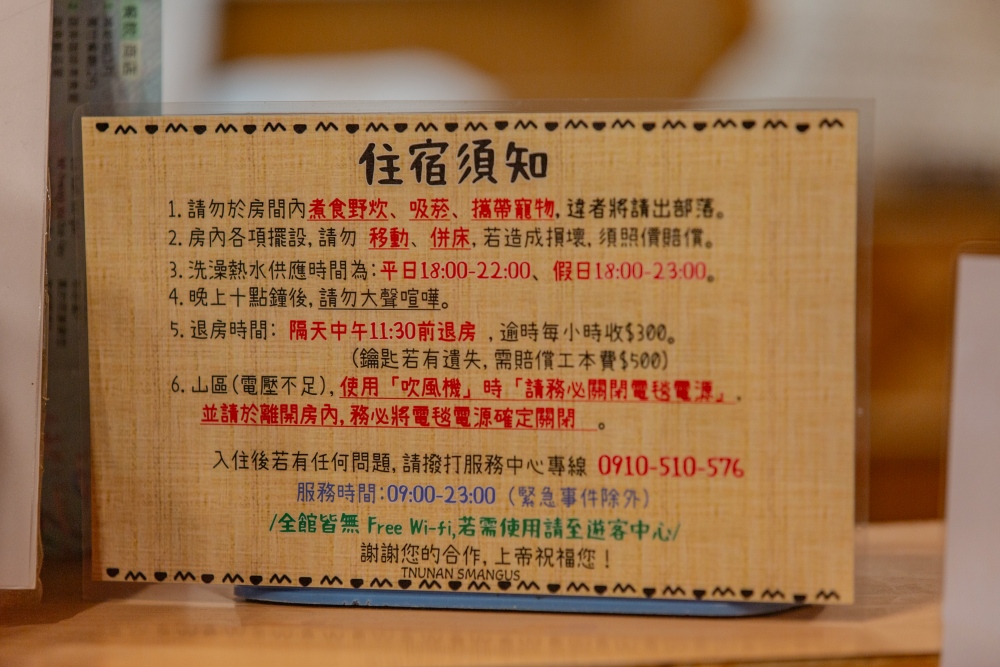 住宿須知
1. 請勿於房間內煮食野炊、吸菸、攜帶寵物, 違者將請出部落。
2. 房內各項擺設, 請勿 移動、併床, 若造成損壞, 須照價賠償。
3. 洗澡熱水供應時間為: 平日18:00-22:00、假日18:00-23:00。
4. 晚上十點鐘後, 請勿大聲喧嘩。
5. 退房時間: 隔天中午11:30前退房 , 逾時每小時收$300。
(鑰匙若有遺失, 需賠償工本費$500)
6. 山區(電壓不足), 使用「吹風機」時「請務必關閉電毯電源」,
並請於離開房內, 務必將電毯電源確定關閉 。
入住後若有任何問題, 請撥打服務中心專線 0910-510-576
服務時間: 09:00-23:00 (緊急事件除外)
/全館皆無 Free Wi-fi, 若需使用請至遊客中心/
謝謝您的合作, 上帝祝福您！
TNUNAN SMANGUS